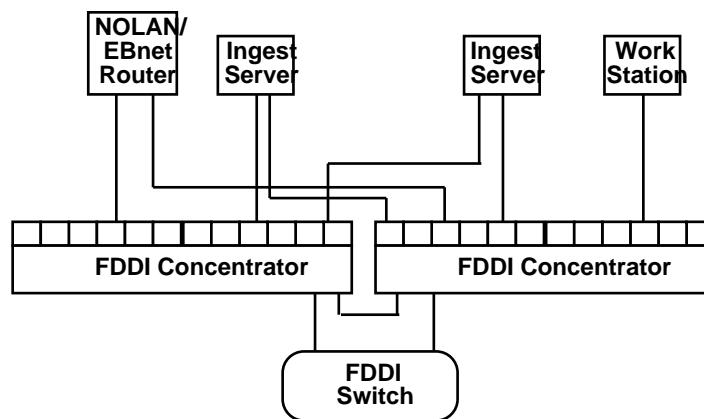 NOLAN/
EBnet
Router
Ingest
Server
Ingest
Server
Work
Station
FDDI Concentrator
FDDI Concentrator
FDDI
Switch